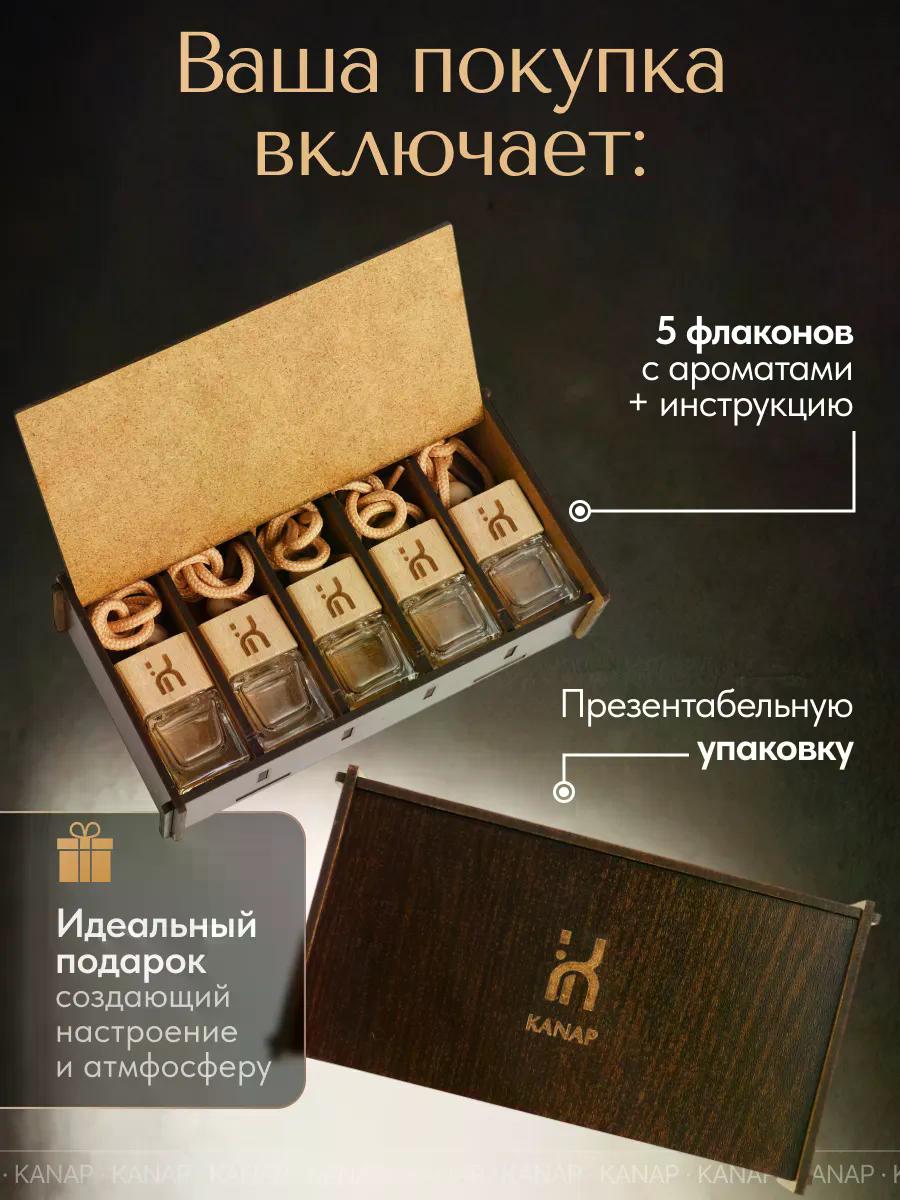 Ваша покупка
включает:
5 флаконов
с ароматами
+ инструкцию
Презентабельную
упаковку
Идеальный
подарок
создающий
настроение
и атмфосферу
KANAP
· KANAP · KANAP · KANAP · KANAP · KANAP · KANAP · KANAP · KANAP · K